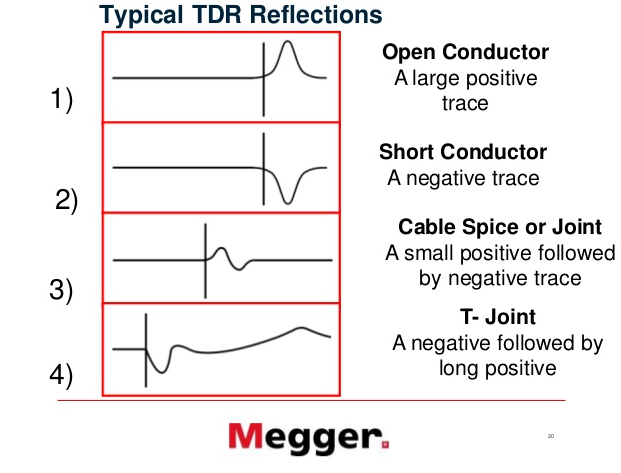 Typical TDR Reflections
1)
Open Conductor
A large positive
trace
2)
Short Conductor
A negative trace
3)
Cable Spice or Joint
A small positive followed
by negative trace
4)
T- Joint
A negative followed by
long positive
Megger.
20